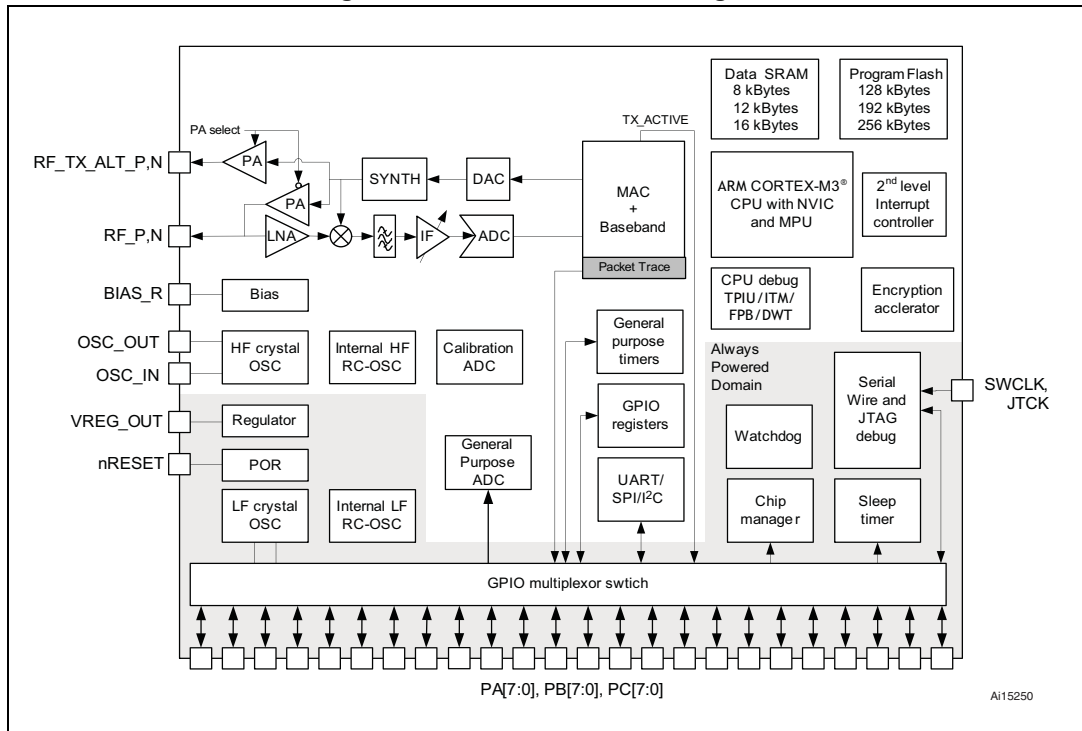 Data SRAM
8 kBytes
12 kBytes
16 kBytes
Program Flash
128 kBytes
192 kBytes
256 kBytes
TX_ACTIVE
PA select
RF_TX_ALT_P,N
PA
SYNTH
DAC
MAC
+
Baseband
ARM CORTEX-M3®
CPU with NVIC
and MPU
2nd level
Interrupt
controller
PA
RF_P,N
LNA
IF
ADC
Packet Trace
BIAS_R
Bias
CPU debug
TPIU/ITM/
FPB/DWT
Encryption
acclerator
OSC_OUT
OSC_IN
HF crystal
OSC
Internal HF
RC-OSC
Calibration
ADC
General
purpose
timers
Always
Powered
Domain
Serial
Wire and
JTAG
debug
SWCLK,
JTCK
VREG_OUT
Regulator
GPIO
registers
Watchdog
nRESET
POR
General
Purpose
ADC
UART/
SPI/I2C
LF crystal
OSC
Internal LF
RC-OSC
Chip
manager
Sleep
timer
GPIO multiplexor swtich
PA[7:0], PB[7:0], PC[7:0]
Ai15250